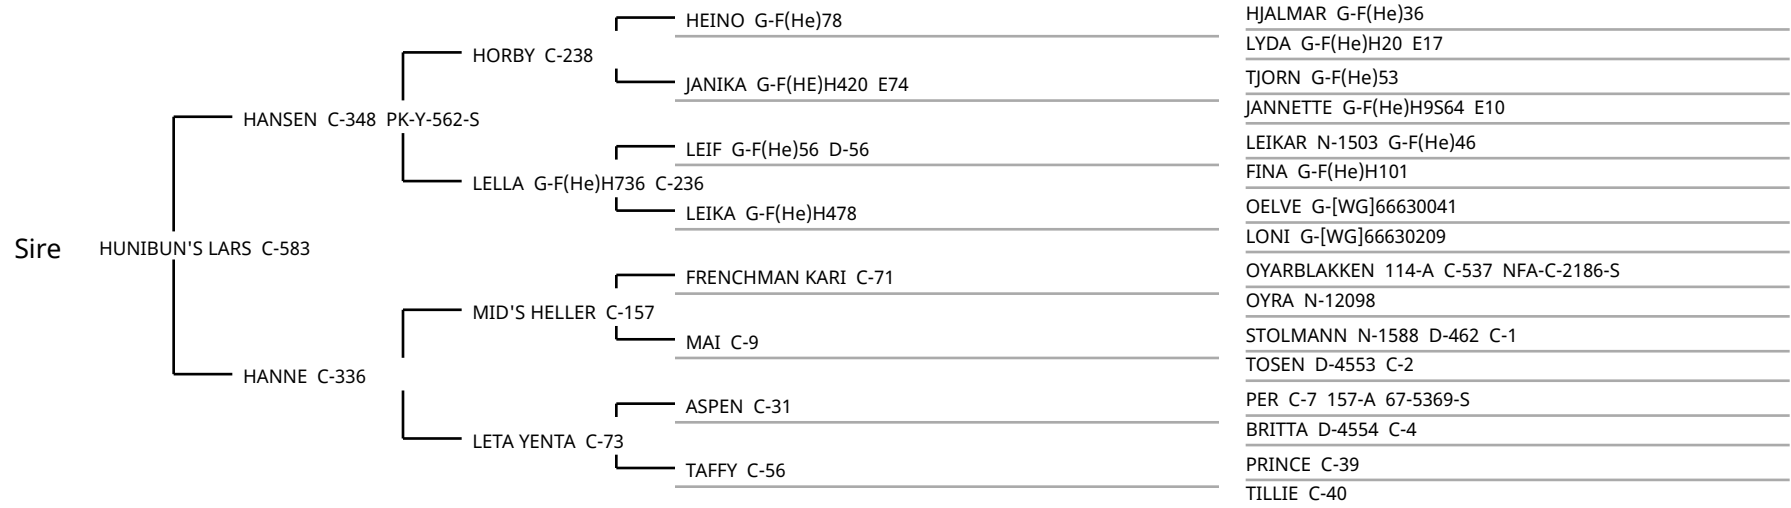 Sire
HUNIBUN'S LARS C-583
HANSEN C-348 PK-Y-562-S
HANNE C-336
HORBY C-238
LELLA G-F(He)H736 C-236
MID'S HELLER C-157
LETA YENTA C-73
HEINO G-F(He)78
JANIKA G-F(HE)H420 E74
LEIF G-F(He)56 D-56
LEIKA G-F(He)H478
FRENCHMAN KARI C-71
MAI C-9
ASPEN C-31
TAFFY C-56
HJALMAR G-F(He)36
LYDA G-F(He)H20 E17
TJORN G-F(He)53
JANNETTE G-F(He)H9S64 E10
LEIKAR N-1503 G-F(He)46
FINA G-F(He)H101
OELVE G-[WG]66630041
LONI G-[WG]66630209
OYARBLAKKEN 114-A C-537 NFA-C-2186-S
OYRA N-12098
STOLMANN N-1588 D-462 C-1
TOSEN D-4553 C-2
PER C-7 157-A 67-5369-S
BRITTA D-4554 C-4
PRINCE C-39
TILLIE C-40